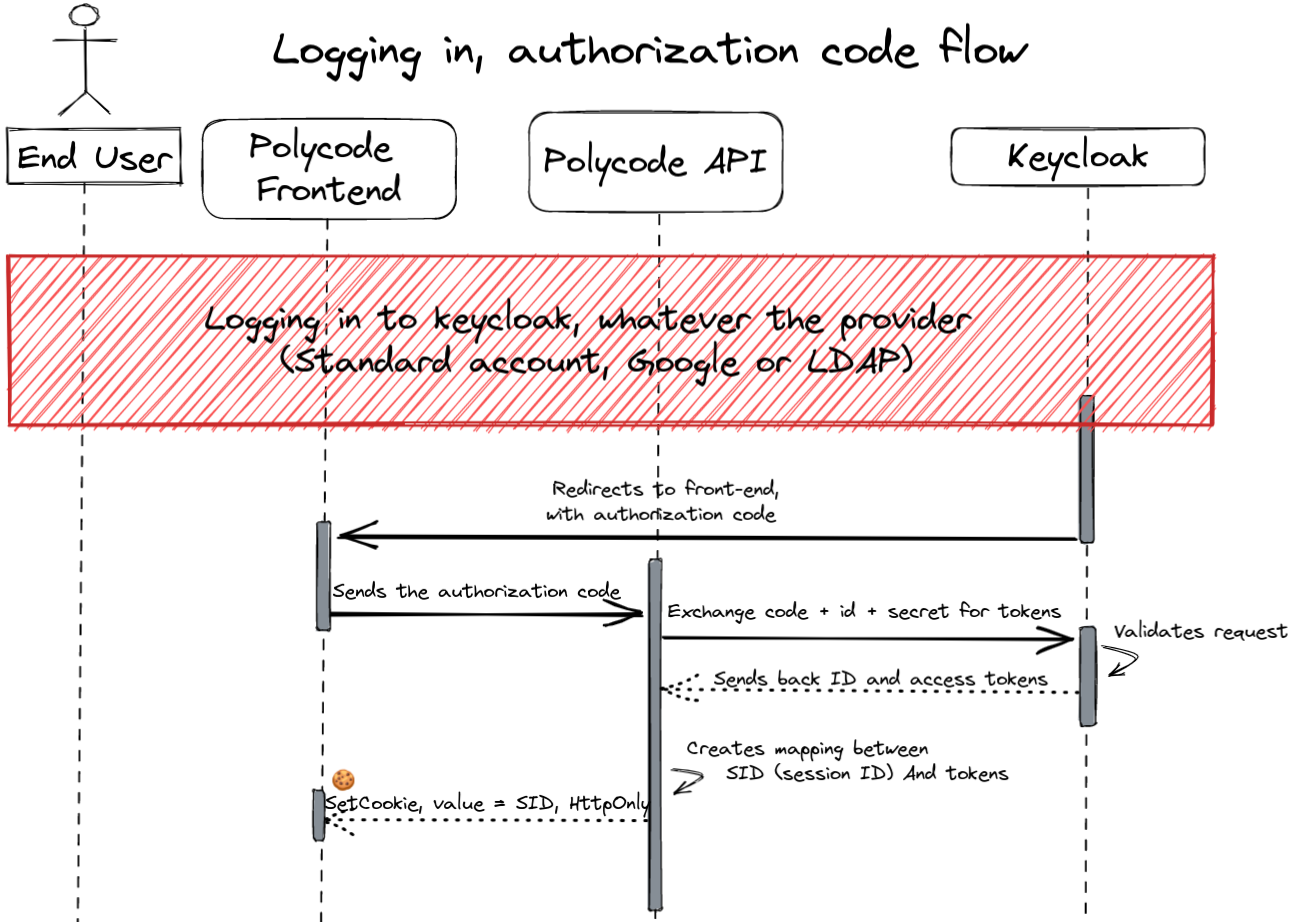 Logging in, authorization code flow
End User
Polycode
Frontend
Polycode API
Keycloak
Logging in to keycloak, whatever the provider
(Standard account, Google or LDAP)
Redirects to front-end,
with authorization code
Sends the authorization code
Exchange code + id + secret for tokens
Validates request
Sends back ID and access tokens
Creates mapping between
SID (session ID) And tokens
SetCookie, value = SID, HttpOnly